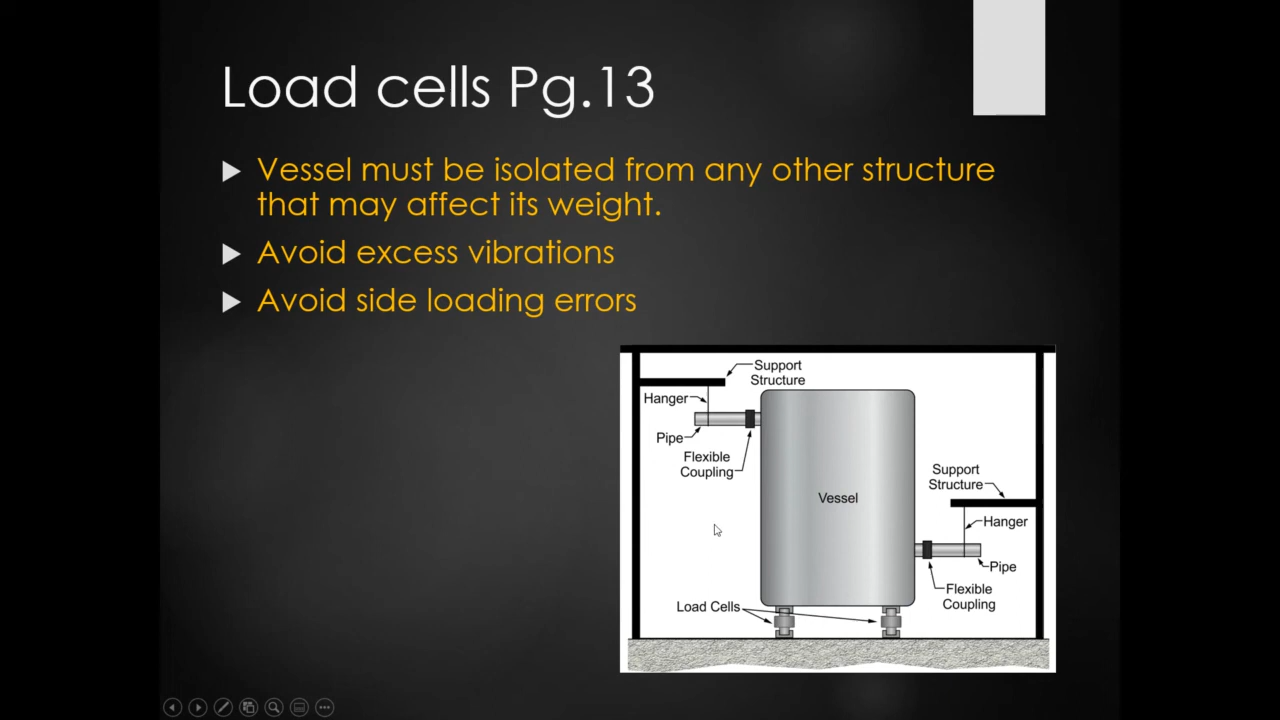 Load cells Pg.13
Vessel must be isolated from any other structure
that may affect its weight.
Avoid excess vibrations
Avoid side loading errors
Support
Structure
Hanger
Pipe
Flexible
Coupling
Vessel
Support
Structure
Hanger
Pipe
Flexible
Coupling
Load Cells